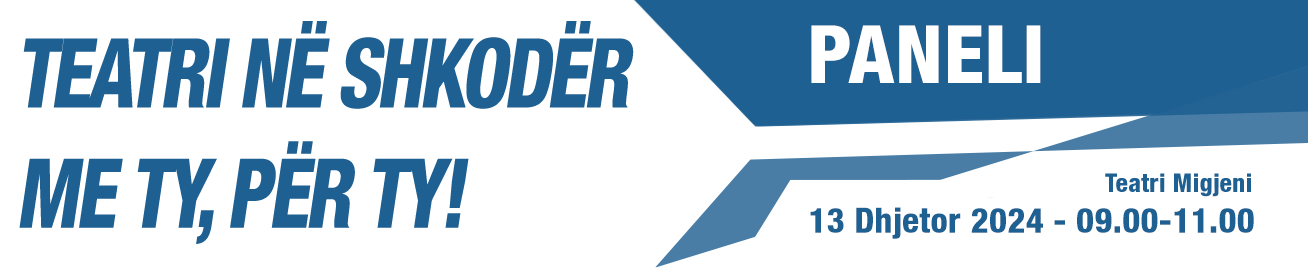 TEATRI NË SHKODËR
ME TY, PËR TY!
PANELI
Teatri Migjeni
13 Dhjetor 2024 - 09.00-11.00